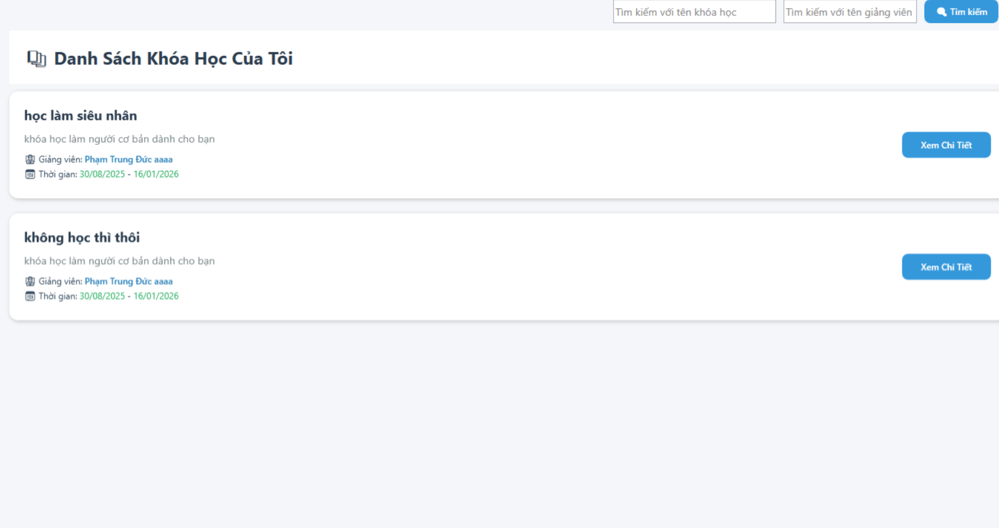 Tìm kiếm với tên khóa học
Tìm kiếm với tên giảng viên
Tìm kiếm
Danh Sách Khóa Học Của Tôi
học làm siêu nhân
khóa học làm người cơ bản dành cho bạn
Giảng viên: Phạm Trung Đức aaaa
Thời gian: 30/08/2025 - 16/01/2026
Xem Chi Tiết
không học thì thôi
khóa học làm người cơ bản dành cho bạn
Giảng viên: Phạm Trung Đức aaaa
Thời gian: 30/08/2025 - 16/01/2026
Xem Chi Tiết